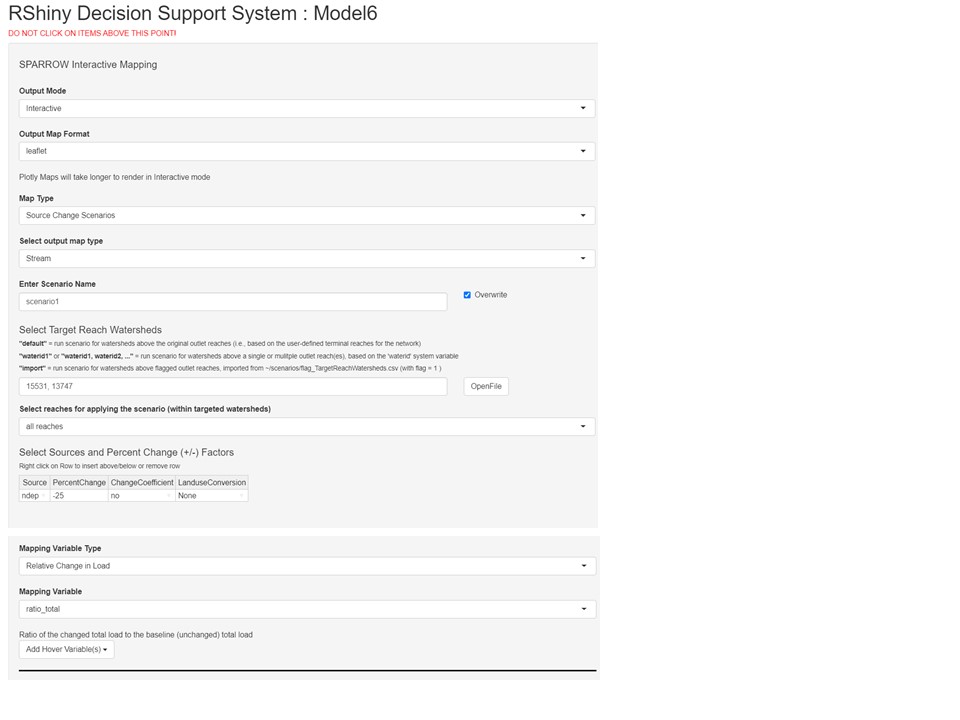 RShiny Decision Support System : Model6
DO NOT CLICK ON ITEMS ABOVE THIS POINT!
SPARROW Interactive Mapping
Output Mode
Interactive
Output Map Format
leaflet
Plotly Maps will take longer to render in Interactive mode
Map Type
Source Change Scenarios
Select output map type
Stream
Enter Scenario Name
scenario1
Overwrite
Select Target Reach Watersheds
"default" = run scenario for watersheds above the original outlet reaches (i.e., based on the user-defined terminal reaches for the network)
"waterid1" or "waterid1, waterid2, ..." = run scenario for watersheds above a single or mulitple outlet reach(es), based on the 'waterid' system variable
"import" = run scenario for watersheds above flagged outlet reaches, imported from ~/scenarios/flag_TargetReachWatersheds.csv (with flag = 1 )
15531, 13747
OpenFile
Select reaches for applying the scenario (within targeted watersheds)
all reaches
Select Sources and Percent Change (+/-) Factors
Right click on Row to insert above/below or remove row
Source PercentChange ChangeCoefficient LanduseConversion
ndep -25 no None
Mapping Variable Type
Relative Change in Load
Mapping Variable
ratio_total
Ratio of the changed total load to the baseline (unchanged) total load
Add Hover Variable(s)